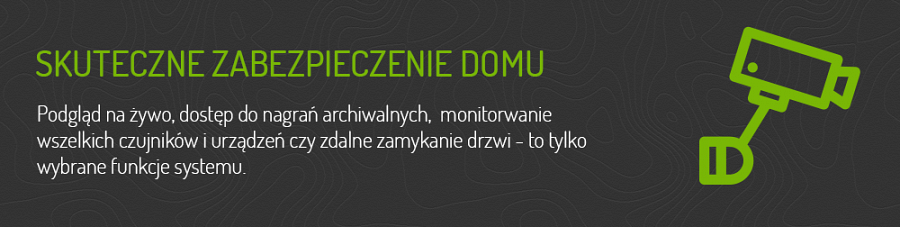 SKUTECZNE ZABEZPIECZENIE DOMU
Podgląd na żywo, dostęp do nagrań archiwalnych,  monitorwanie
wszelkich czujników i urządzeń czy zdalne zamykanie drzwi - to tylko
wybrane funkcje systemu.